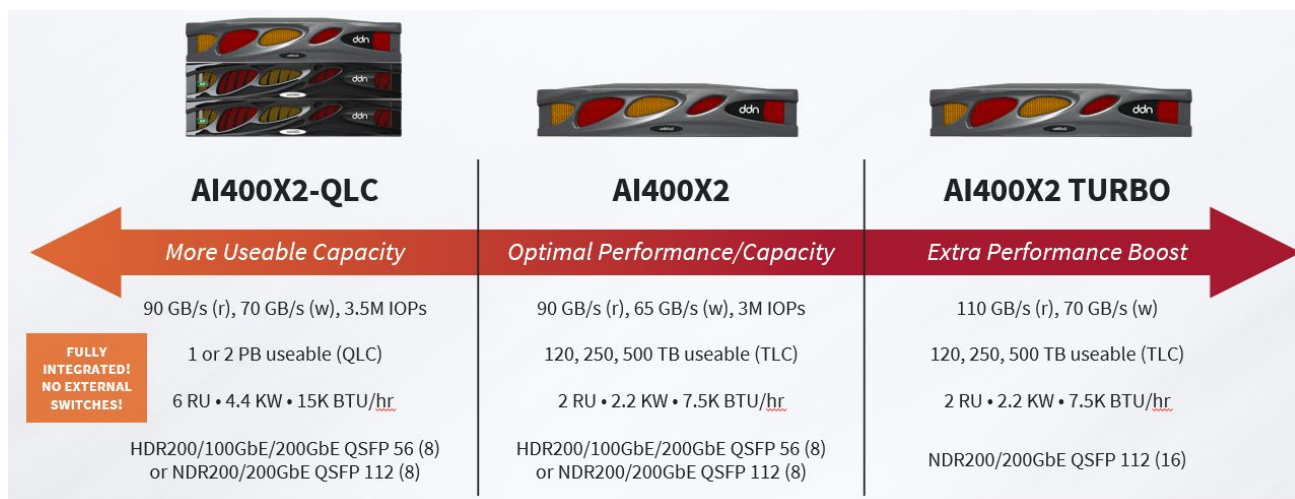 ddn
ddn
ddn
ddn
ddn
AI400X2-QLC
AI400X2
AI400X2 TURBO
More Useable Capacity
Optimal Performance/Capacity
Extra Performance Boost
90 GB/s (r), 70 GB/s (w), 3.5M IOPs
90 GB/s (r), 65 GB/s (w), 3M IOPs
110 GB/s (r), 70 GB/s (w)
FULLY
INTEGRATED!
NO EXTERNAL
SWITCHES!
1 or 2 PB useable (QLC)
120, 250, 500 TB useable (TLC)
120, 250, 500 TB useable (TLC)
6 RU • 4.4 KW • 15K BTU/hr
2 RU • 2.2 KW • 7.5K BTU/hr
2 RU • 2.2 KW • 7.5K BTU/hr
HDR200/100GbE/200GbE QSFP 56 (8)
or NDR200/200GbE QSFP 112 (8)
HDR200/100GbE/200GbE QSFP 56 (8)
or NDR200/200GbE QSFP 112 (8)
NDR200/200GbE QSFP 112 (16)